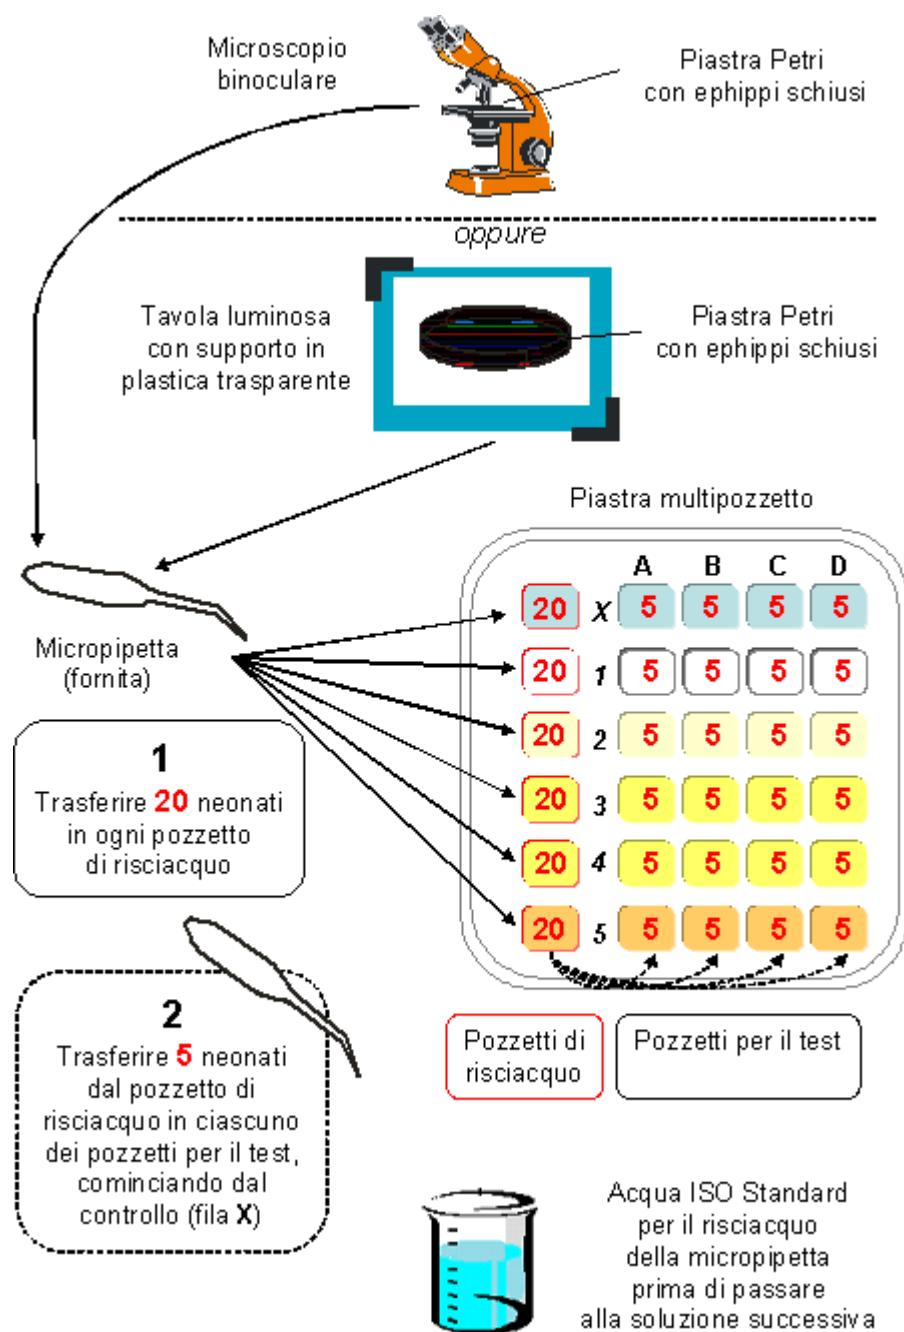 Microscopio
binoculare
Piastra Petri
con ephippi schiusi
oppure
Tavola luminosa
con supporto in
plastica trasparente
Piastra Petri
con ephippi schiusi
Piastra multipozzetto
A B C D
20 X 5 5 5 5
20 1 5 5 5 5
20 2 5 5 5 5
20 3 5 5 5 5
20 4 5 5 5 5
20 5 5 5 5 5
Micropipetta
(fornita)
1
Trasferire 20 neonati
in ogni pozzetto
di risciacquo
2
Trasferire 5 neonati
dal pozzetto di
risciacquo in ciascuno
dei pozzetti per il test,
cominciando dal
controllo (fila X)
Pozzetti di
risciacquo
Pozzetti per il test
Acqua ISO Standard
per il risciacquo
della micropipetta
prima di passare
alla soluzione successiva